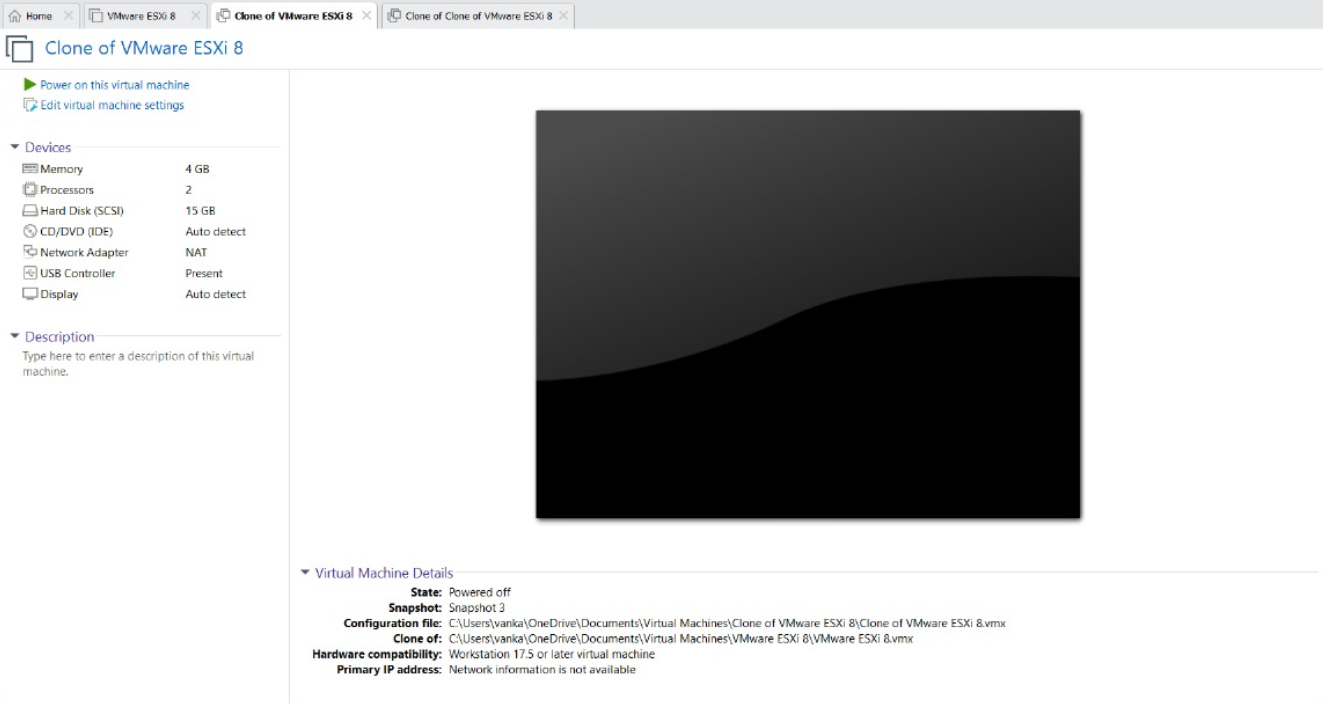 Home
VMware ESXi 8
Clone of VMware ESXi 8
Clone of Clone of VMware ESXi 8
Clone of VMware ESXi 8
Power on this virtual machine
Edit virtual machine settings
Devices
Memory 4 GB
Processors 2
Hard Disk (SCSI) 15 GB
CD/DVD (IDE) Auto detect
Network Adapter NAT
USB Controller Present
Display Auto detect
Description
Type here to enter a description of this virtual
machine.
Virtual Machine Details
State: Powered off
Snapshot: Snapshot 3
Configuration file: C:\Users\vanka\OneDrive\Documents\Virtual Machines\Clone of VMware ESXi 8\Clone of VMware ESXi 8.vmx
Clone of: C:\Users\vanka\OneDrive\Documents\Virtual Machines\VMware ESXi 8\VMware ESXi 8.vmx
Hardware compatibility: Workstation 17.5 or later virtual machine
Primary IP address: Network information is not available